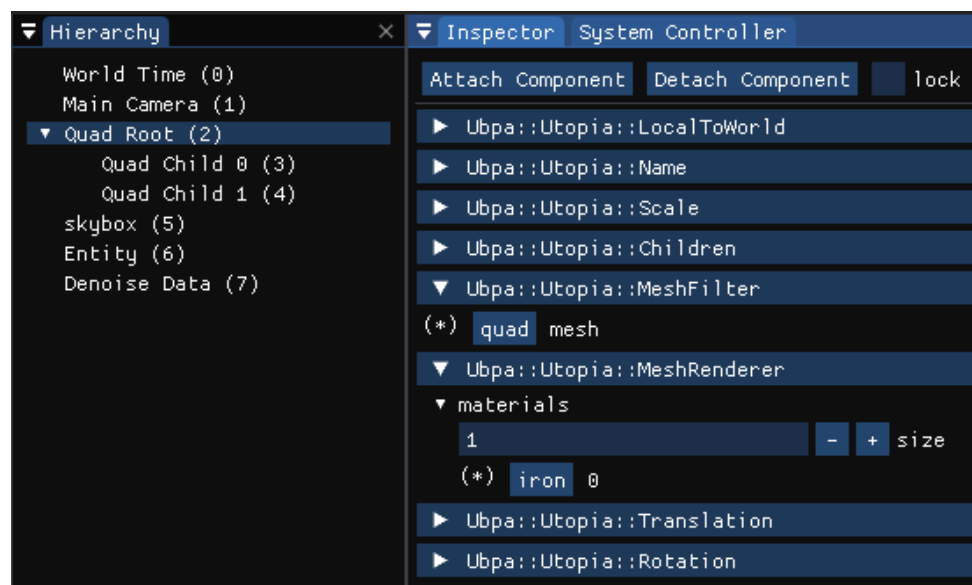 Hierarchy
World Time (0)
Main Camera (1)
Quad Root (2)
Quad Child 0 (3)
Quad Child 1 (4)
skybox (5)
Entity (6)
Denoise Data (7)
Inspector System Controller
Attach Component Detach Component lock
Ubpa::Utopia::LocalToWorld
Ubpa::Utopia::Name
Ubpa::Utopia::Scale
Ubpa::Utopia::Children
Ubpa::Utopia::MeshFilter
(*) quad mesh
Ubpa::Utopia::MeshRenderer
materials
1 - + size
(*) iron 0
Ubpa::Utopia::Translation
Ubpa::Utopia::Rotation